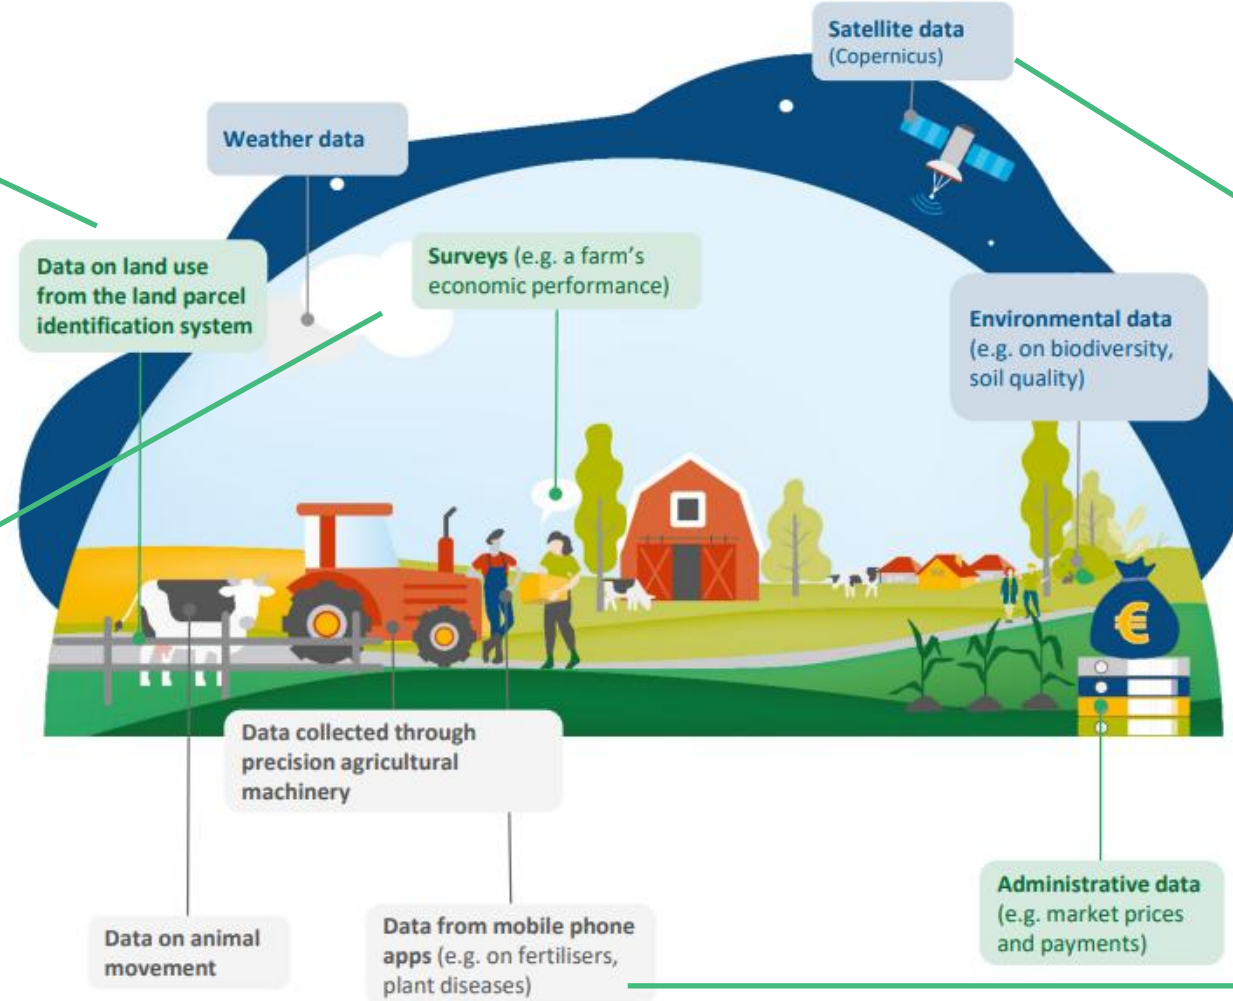 Satellite data
(Copernicus)
Weather data
Data on land use
from the land parcel
identification system
Surveys (e.g. a farm's
economic performance)
Environmental data
(e.g. on biodiversity,
soil quality)
€
Data collected through
precision agricultural
machinery
Administrative data
(e.g. market prices
and payments)
Data on animal
movement
Data from mobile phone
apps (e.g. on fertilisers,
plant diseases)